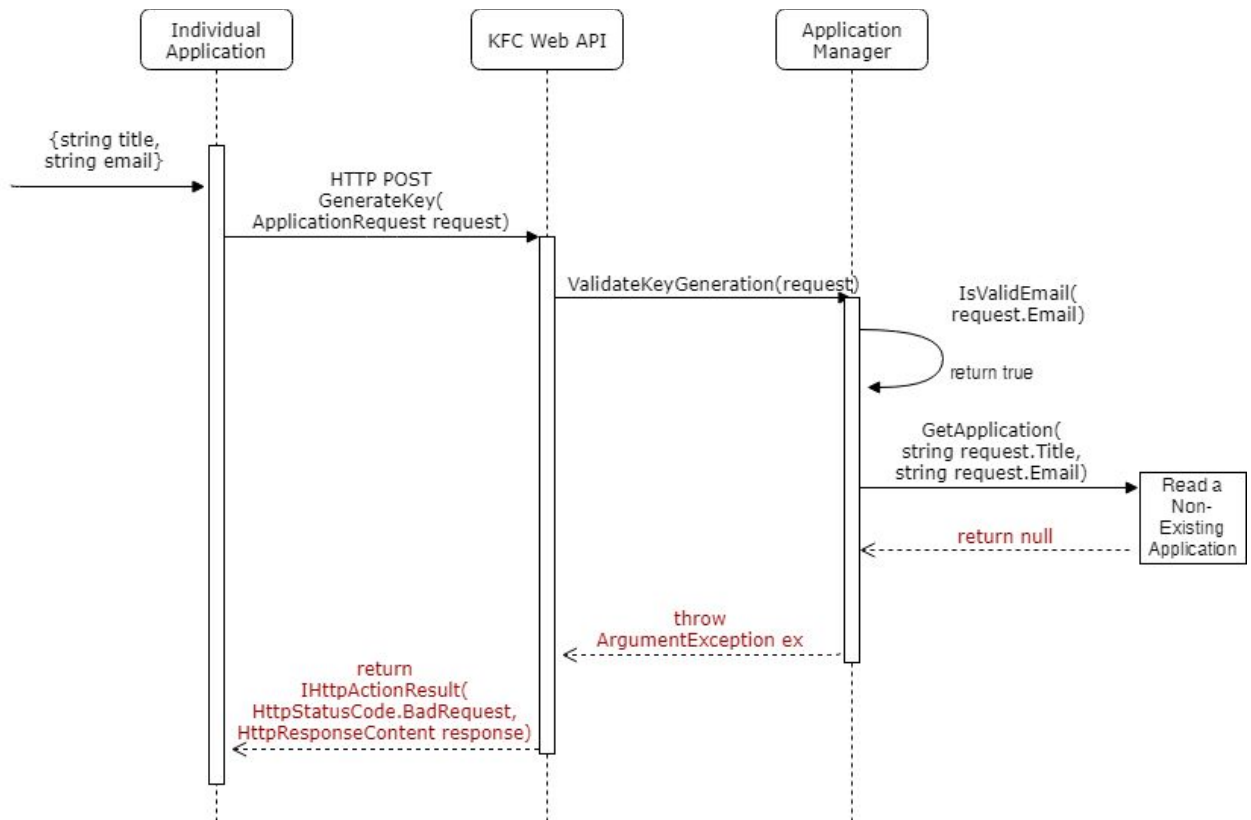 Individual
Application
KFC Web API
Application
Manager
{string title,
string email}
HTTP POST
GenerateKey(
ApplicationRequest request)
ValidateKeyGeneration(request)
IsValidEmail(
request.Email)
return true
GetApplication(
string request.Title,
string request.Email)
Read a
Non-
Existing
Application
return null
throw
ArgumentException ex
return
IHttpActionResult(
HttpStatusCode.BadRequest,
HttpResponseContent response)